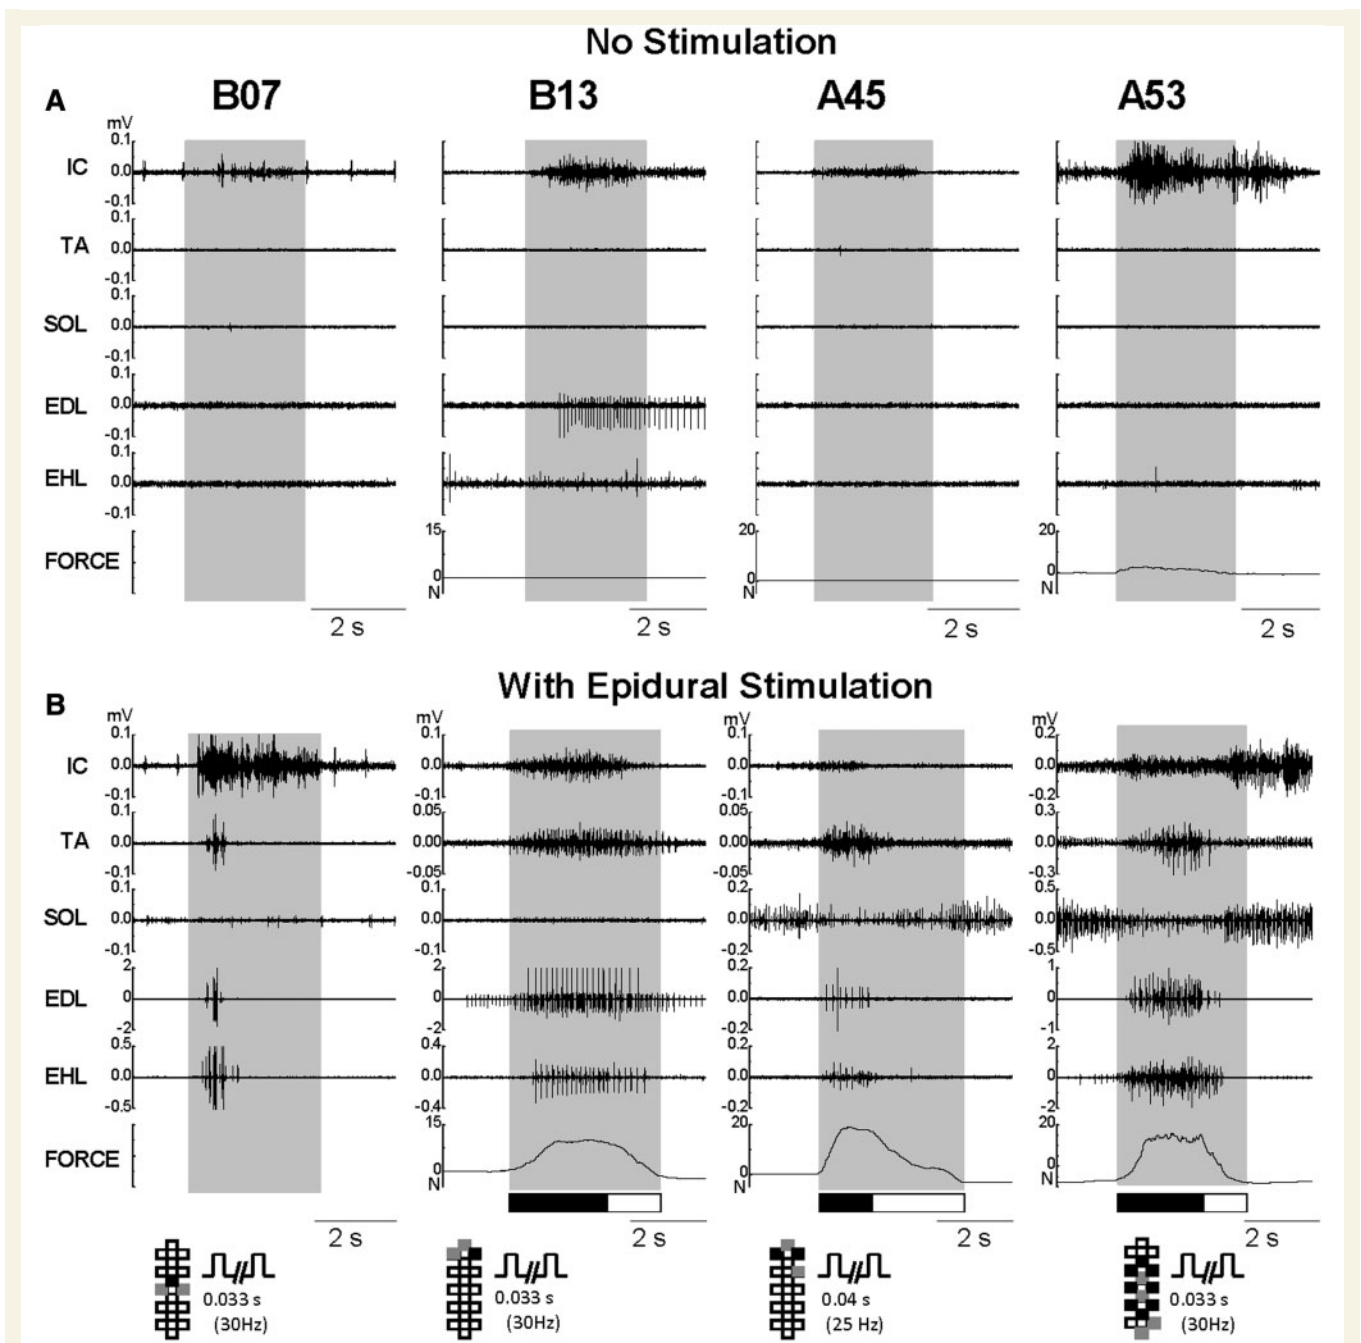 No Stimulation
A
B07 B13 A45 A53
mV
IC 0.1 0.0 -0.1
TA 0.1 0.0 -0.1
SOL 0.1 0.0 -0.1
EDL 0.1 0.0 -0.1
EHL 0.1 0.0 -0.1
FORCE 15 0 N 20 0 N 20 0 N
2 s 2 s 2 s 2 s
With Epidural Stimulation
B
mV mV mV mV
IC 0.1 0.0 -0.1 0.1 0.0 -0.1 0.1 0.0 -0.1 0.2 0.0 -0.2
TA 0.1 0.0 -0.1 0.05 0.00 -0.05 0.05 0.00 -0.05 0.3 0.0 -0.3
SOL 0.1 0.0 -0.1 0.1 0.0 -0.1 0.2 0.0 -0.2 0.5 0.0 -0.5
EDL 2 0 -2 2 0 -2 0.2 0.0 -0.2 1 0 -1
EHL 0.5 0.0 -0.5 0.4 0.0 -0.4 0.2 0.0 -0.2 2 0 -2
FORCE 15 0 N 20 0 N 20 0 N
2 s 2 s 2 s 2 s
0.033 s 0.033 s 0.04 s 0.033 s
(30Hz) (30Hz) (25 Hz) (30Hz)